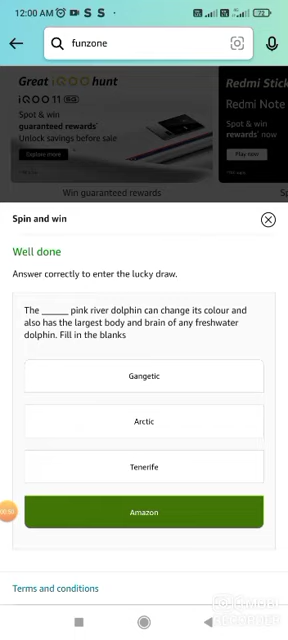 12:00 AM S S
72
funzone
Great iQOO hunt
iQOO 11 5G
Spot & win
guaranteed rewards*
Unlock savings before sale
Explore more
Redmi Stick
Redmi Note
Spot & win
rewards* now
Play now
Win guaranteed rewards
Sp
Spin and win
Well done
Answer correctly to enter the lucky draw.
The ______ pink river dolphin can change its colour and
also has the largest body and brain of any freshwater
dolphin. Fill in the blanks
Gangetic
Arctic
Tenerife
Amazon
Terms and conditions
RECORDER